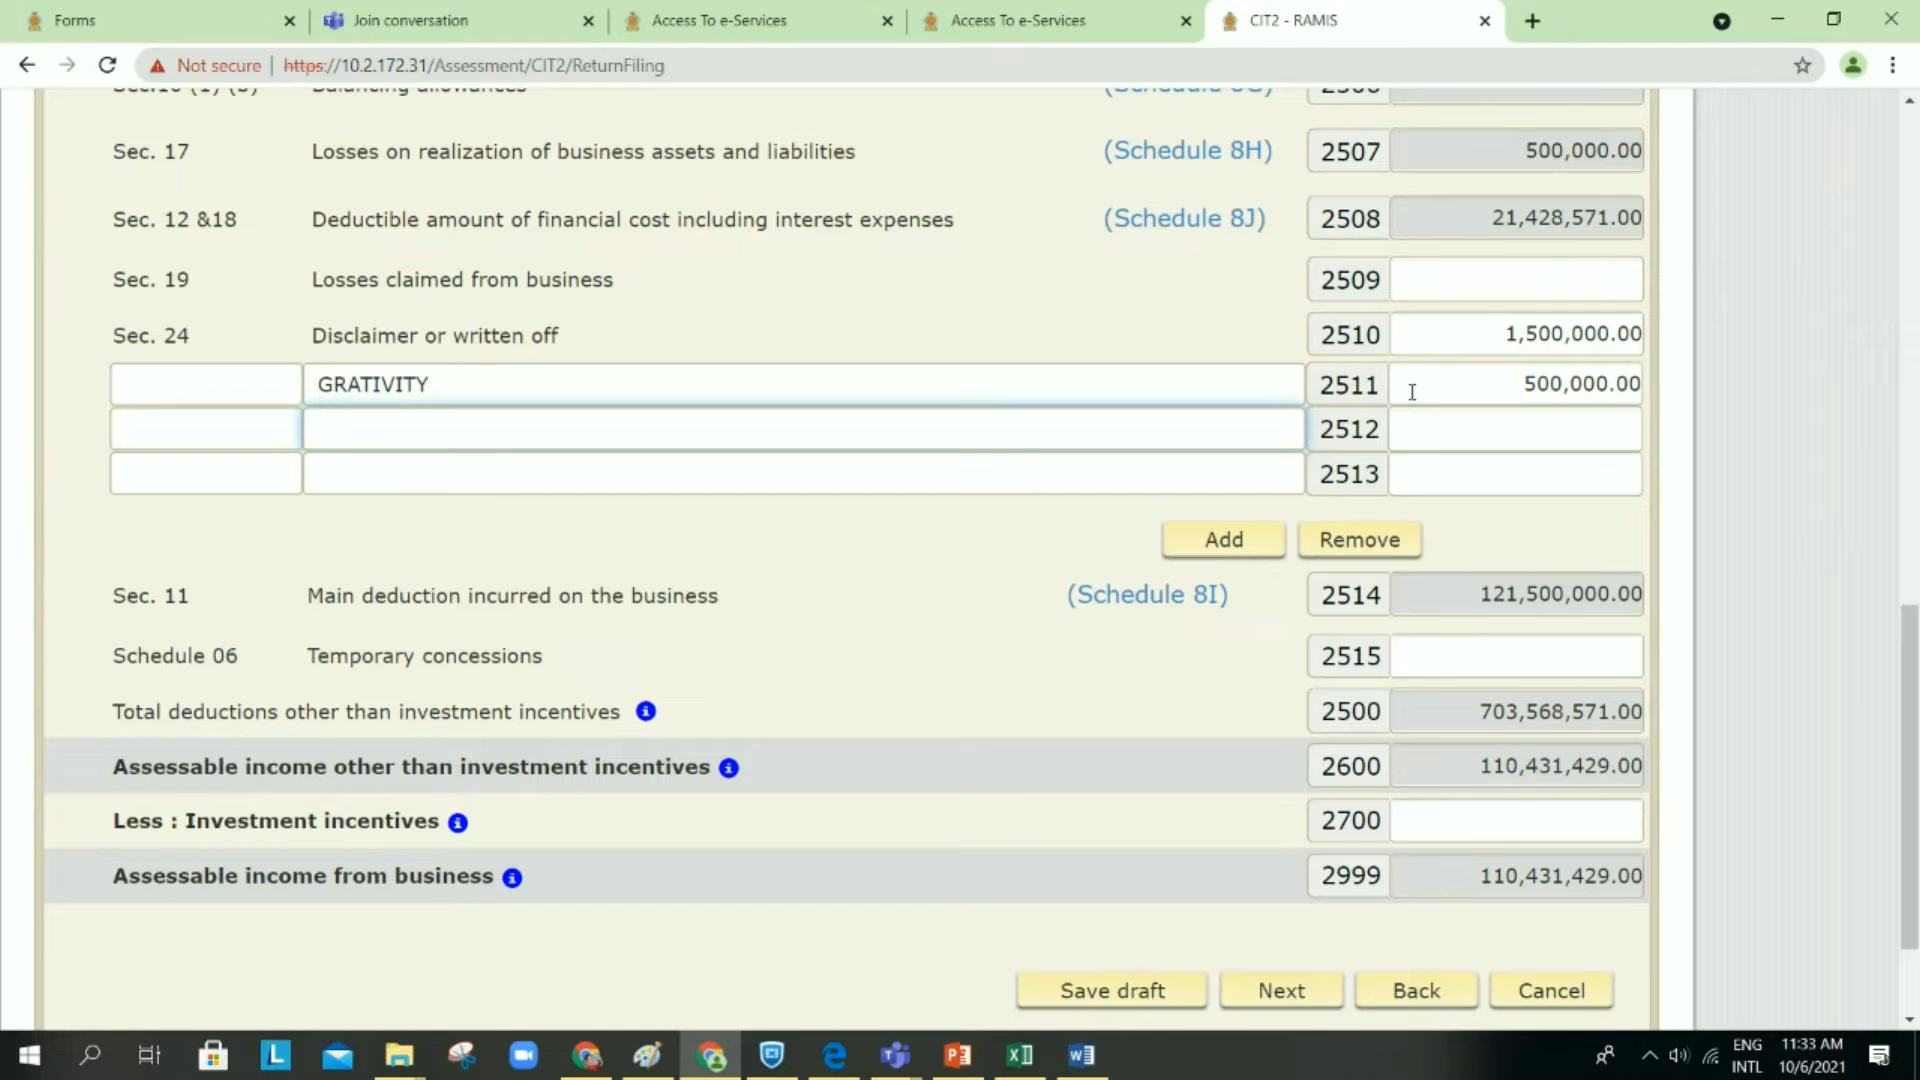 Forms
Join conversation
Access To e-Services
Access To e-Services
CIT2 - RAMIS
Not secure https://10.2.172.31/Assessment/CIT2/ReturnFiling
Sec. 17 Losses on realization of business assets and liabilities (Schedule 8H) 2507 500,000.00
Sec. 12 &18 Deductible amount of financial cost including interest expenses (Schedule 8J) 2508 21,428,571.00
Sec. 19 Losses claimed from business 2509
Sec. 24 Disclaimer or written off 2510 1,500,000.00
GRATIVITY 2511 500,000.00
2512
2513
Add Remove
Sec. 11 Main deduction incurred on the business (Schedule 8I) 2514 121,500,000.00
Schedule 06 Temporary concessions 2515
Total deductions other than investment incentives 2500 703,568,571.00
Assessable income other than investment incentives 2600 110,431,429.00
Less : Investment incentives 2700
Assessable income from business 2999 110,431,429.00
Save draft Next Back Cancel
ENG 11:33 AM
INTL 10/6/2021